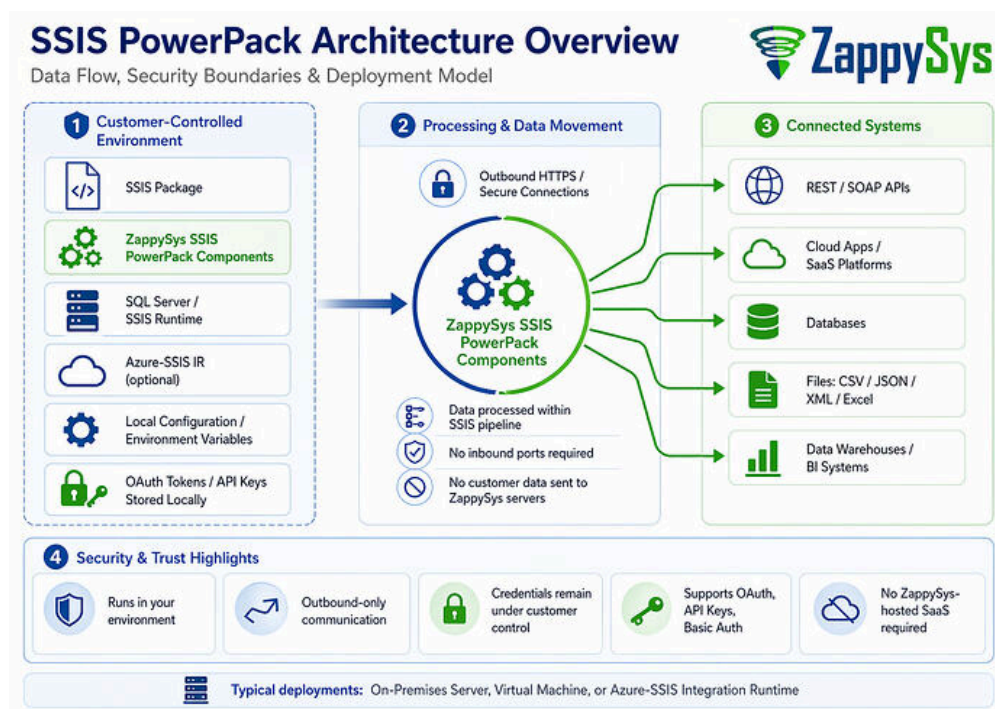 SSIS PowerPack Architecture Overview
Data Flow, Security Boundaries & Deployment Model
ZappySys
1
Customer-Controlled
Environment
</>
SSIS Package
ZappySys SSIS
PowerPack Components
SQL Server /
SSIS Runtime
Azure-SSIS IR
(optional)
Local Configuration /
Environment Variables
OAuth Tokens / API Keys
Stored Locally
2
Processing & Data Movement
Outbound HTTPS /
Secure Connections
ZappySys SSIS
PowerPack
Components
Data processed within
SSIS pipeline
No inbound ports required
No customer data sent to
ZappySys servers
3
Connected Systems
REST / SOAP APIs
Cloud Apps /
SaaS Platforms
Databases
Files: CSV / JSON /
XML / Excel
Data Warehouses /
BI Systems
4
Security & Trust Highlights
Runs in your
environment
Outbound-only
communication
Credentials remain
under customer
control
Supports OAuth,
API Keys,
Basic Auth
No ZappySys-
hosted SaaS
required
Typical deployments: On-Premises Server, Virtual Machine, or Azure-SSIS Integration Runtime